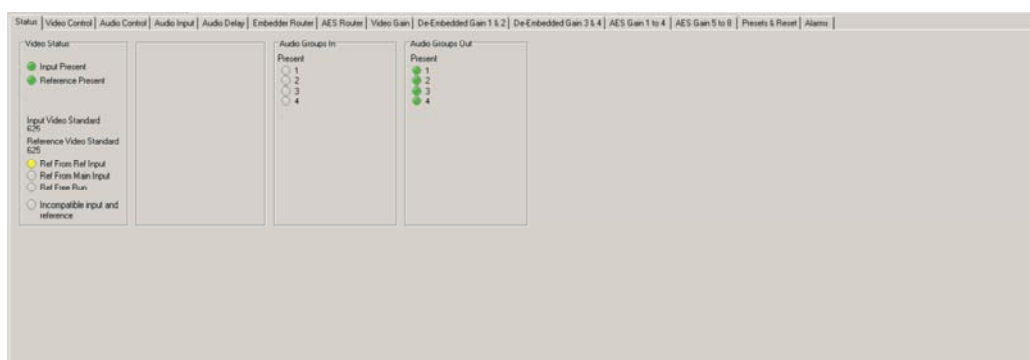 Status Video Control Audio Control Audio Input Audio Delay Embedder Router AES Router Video Gain De-Embedded Gain 1 & 2 De-Embedded Gain 3 & 4 AES Gain 1 to 4 AES Gain 5 to 8 Presets & Reset Alarms
Video Status
Input Present
Reference Present
Input Video Standard
625
Reference Video Standard
625
Ref From Ref Input
Ref From Main Input
Ref Free Run
Incompatible input and
reference
Audio Groups In
Present
1
2
3
4
Audio Groups Out
Present
1
2
3
4